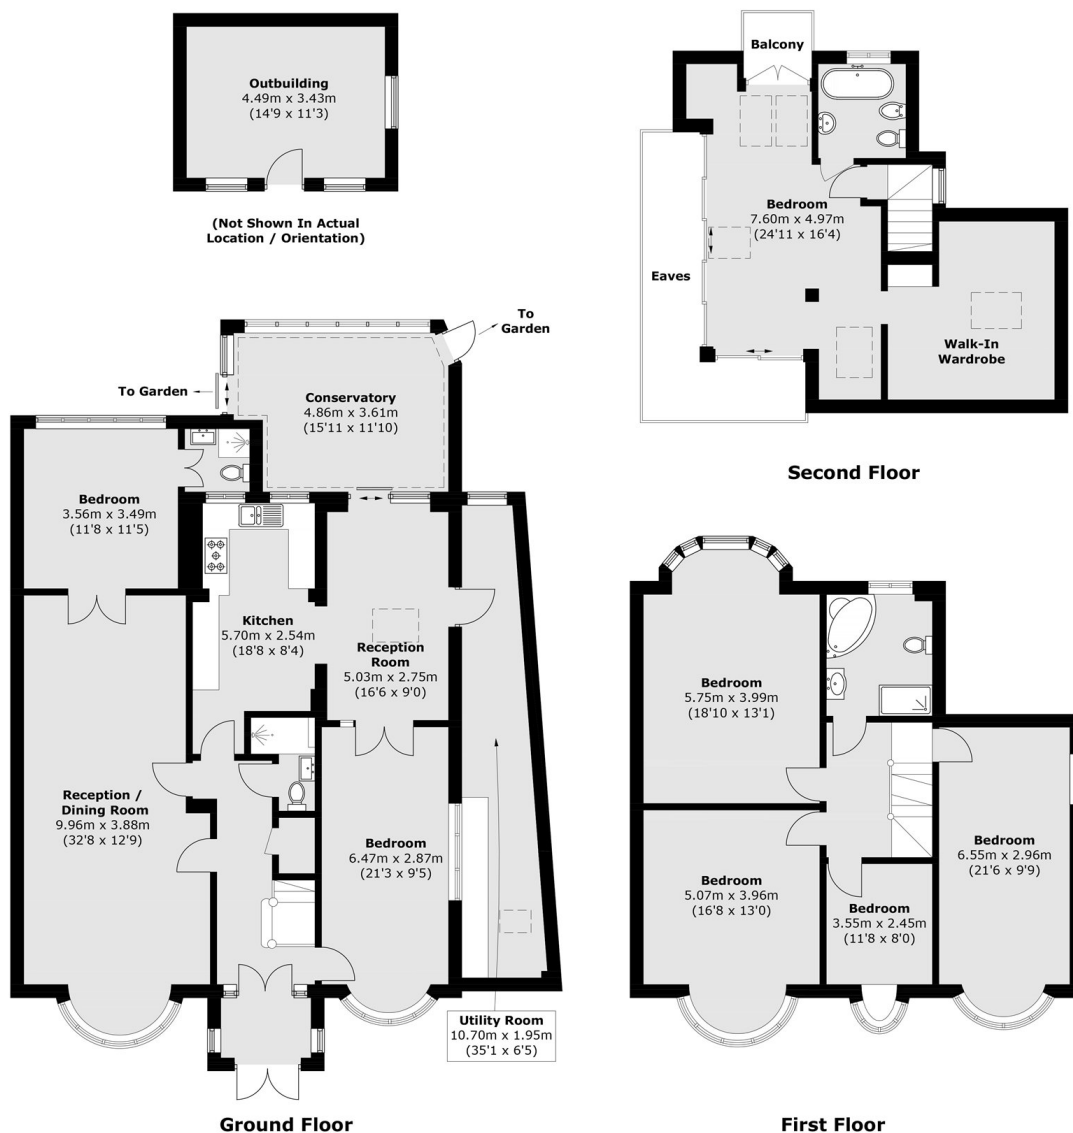 Outbuilding
4.49m x 3.43m
(14'9 x 11'3)
(Not Shown In Actual
Location / Orientation)
Balcony
Bedroom
7.60m x 4.97m
(24'11 x 16'4)
Eaves
Walk-In
Wardrobe
Second Floor
To
Garden
To Garden
Conservatory
4.86m x 3.61m
(15'11 x 11'10)
Bedroom
3.56m x 3.49m
(11'8 x 11'5)
Kitchen
5.70m x 2.54m
(18'8 x 8'4)
Reception
Room
5.03m x 2.75m
(16'6 x 9'0)
Reception /
Dining Room
9.96m x 3.88m
(32'8 x 12'9)
Bedroom
6.47m x 2.87m
(21'3 x 9'5)
Utility Room
10.70m x 1.95m
(35'1 x 6'5)
Ground Floor
Bedroom
5.75m x 3.99m
(18'10 x 13'1)
Bedroom
5.07m x 3.96m
(16'8 x 13'0)
Bedroom
3.55m x 2.45m
(11'8 x 8'0)
Bedroom
6.55m x 2.96m
(21'6 x 9'9)
First Floor